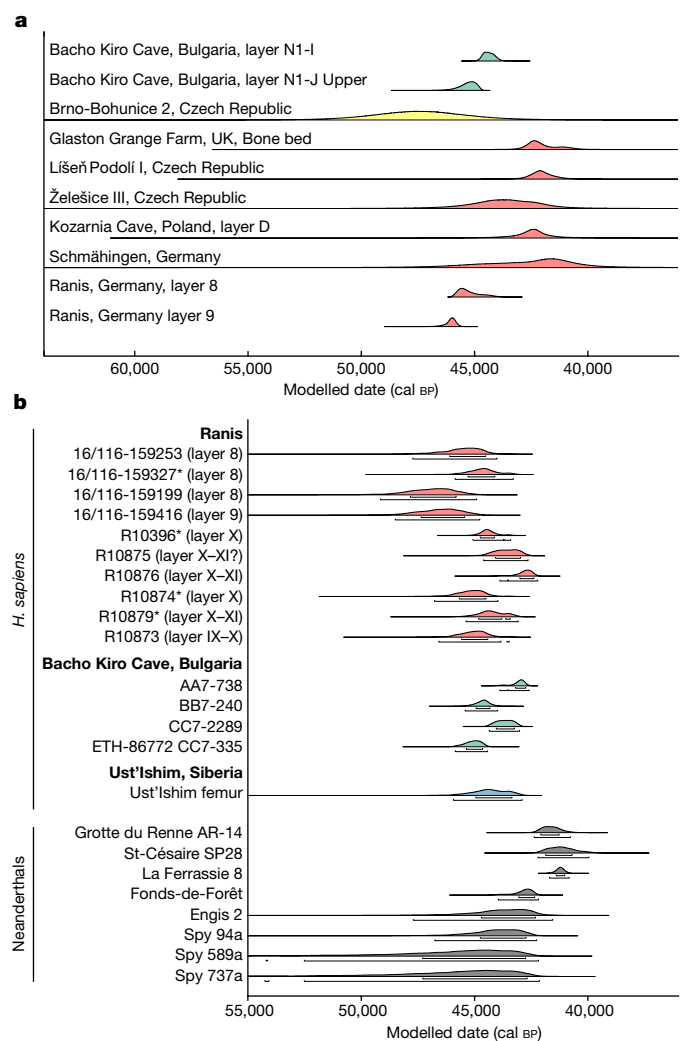 a
Bacho Kiro Cave, Bulgaria, layer N1-I
Bacho Kiro Cave, Bulgaria, layer N1-J Upper
Brno-Bohunice 2, Czech Republic
Glaston Grange Farm, UK, Bone bed
Líšeň Podolí I, Czech Republic
Želešice III, Czech Republic
Kozarnia Cave, Poland, layer D
Schmähingen, Germany
Ranis, Germany, layer 8
Ranis, Germany layer 9
60,000 55,000 50,000 45,000 40,000
Modelled date (cal BP)
b
H. sapiens
Ranis
16/116-159253 (layer 8)
16/116-159327* (layer 8)
16/116-159199 (layer 8)
16/116-159416 (layer 9)
R10396* (layer X)
R10875 (layer X–XI?)
R10876 (layer X–XI)
R10874* (layer X)
R10879* (layer X–XI)
R10873 (layer IX–X)
Bacho Kiro Cave, Bulgaria
AA7-738
BB7-240
CC7-2289
ETH-86772 CC7-335
Ust'Ishim, Siberia
Ust'Ishim femur
Neanderthals
Grotte du Renne AR-14
St-Césaire SP28
La Ferrassie 8
Fonds-de-Forêt
Engis 2
Spy 94a
Spy 589a
Spy 737a
55,000 50,000 45,000 40,000
Modelled date (cal BP)